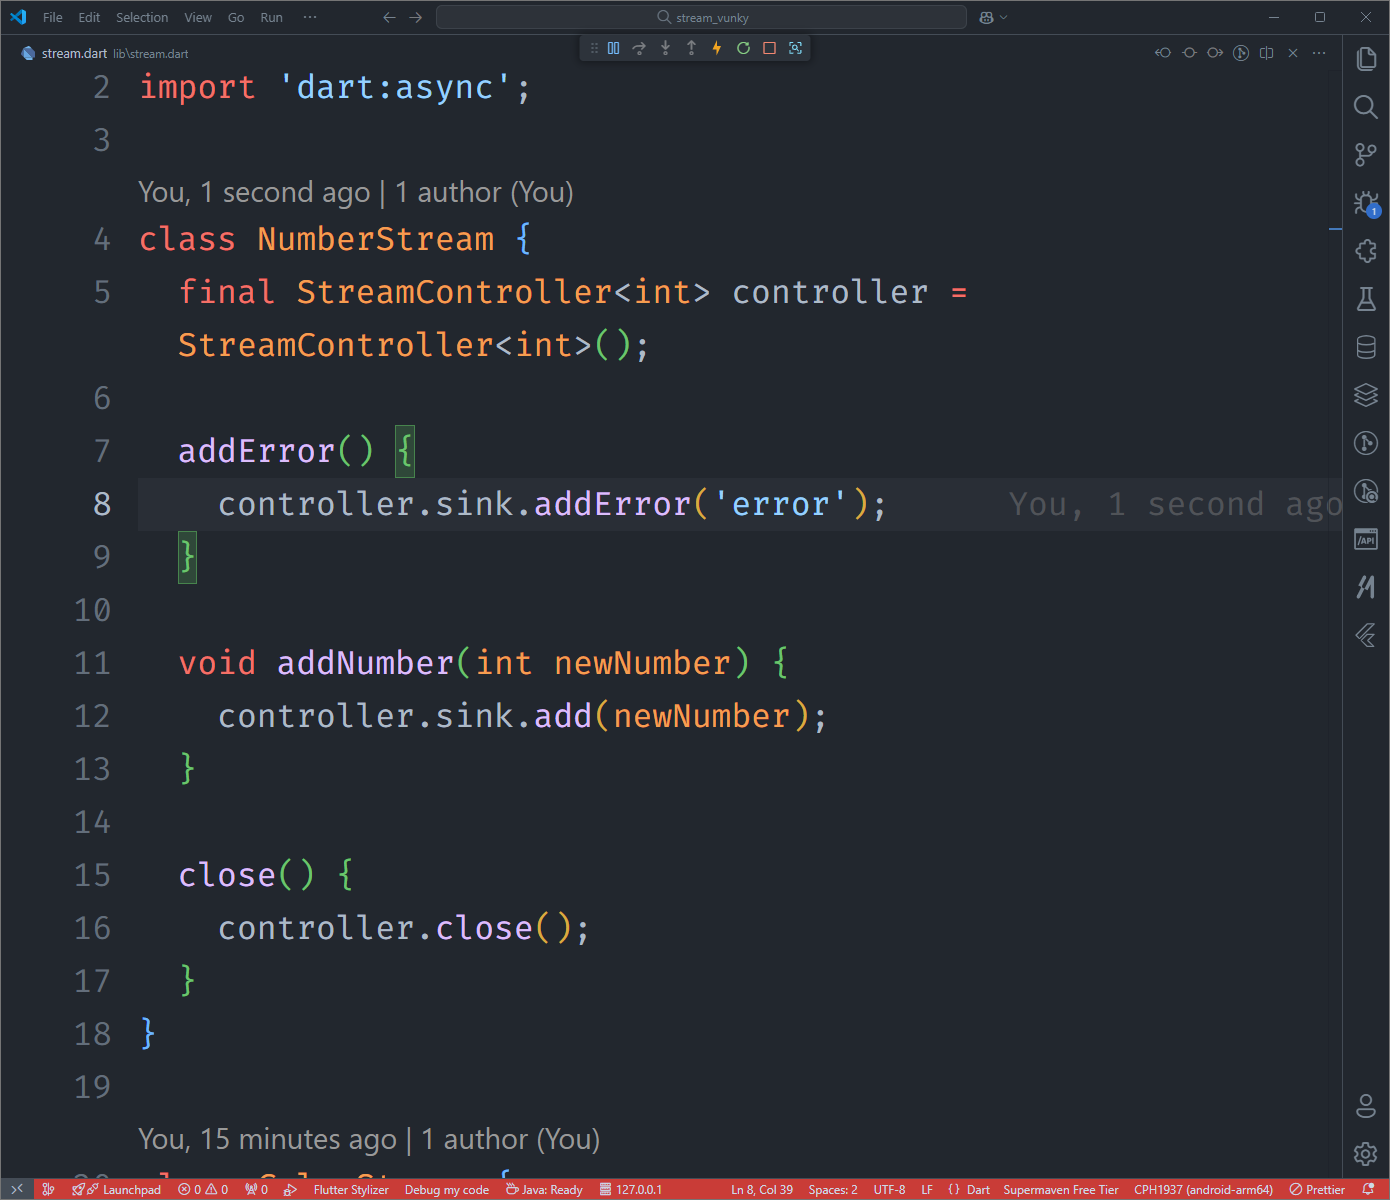 File Edit Selection View Go Run ··· stream_vunky
stream.dart lib\stream.dart
2 import 'dart:async';
3
You, 1 second ago | 1 author (You)
4 class NumberStream {
5 final StreamController<int> controller =
StreamController<int>();
6
7 addError() {
8 controller.sink.addError('error'); You, 1 second ago
9 }
10
11 void addNumber(int newNumber) {
12 controller.sink.add(newNumber);
13 }
14
15 close() {
16 controller.close();
17 }
18 }
19
You, 15 minutes ago | 1 author (You)
1
/API
Launchpad 0 0 0 Flutter Stylizer Debug my code Java: Ready 127.0.0.1 Ln 8, Col 39 Spaces: 2 UTF-8 LF {} Dart Supermaven Free Tier CPH1937 (android-arm64) Prettier